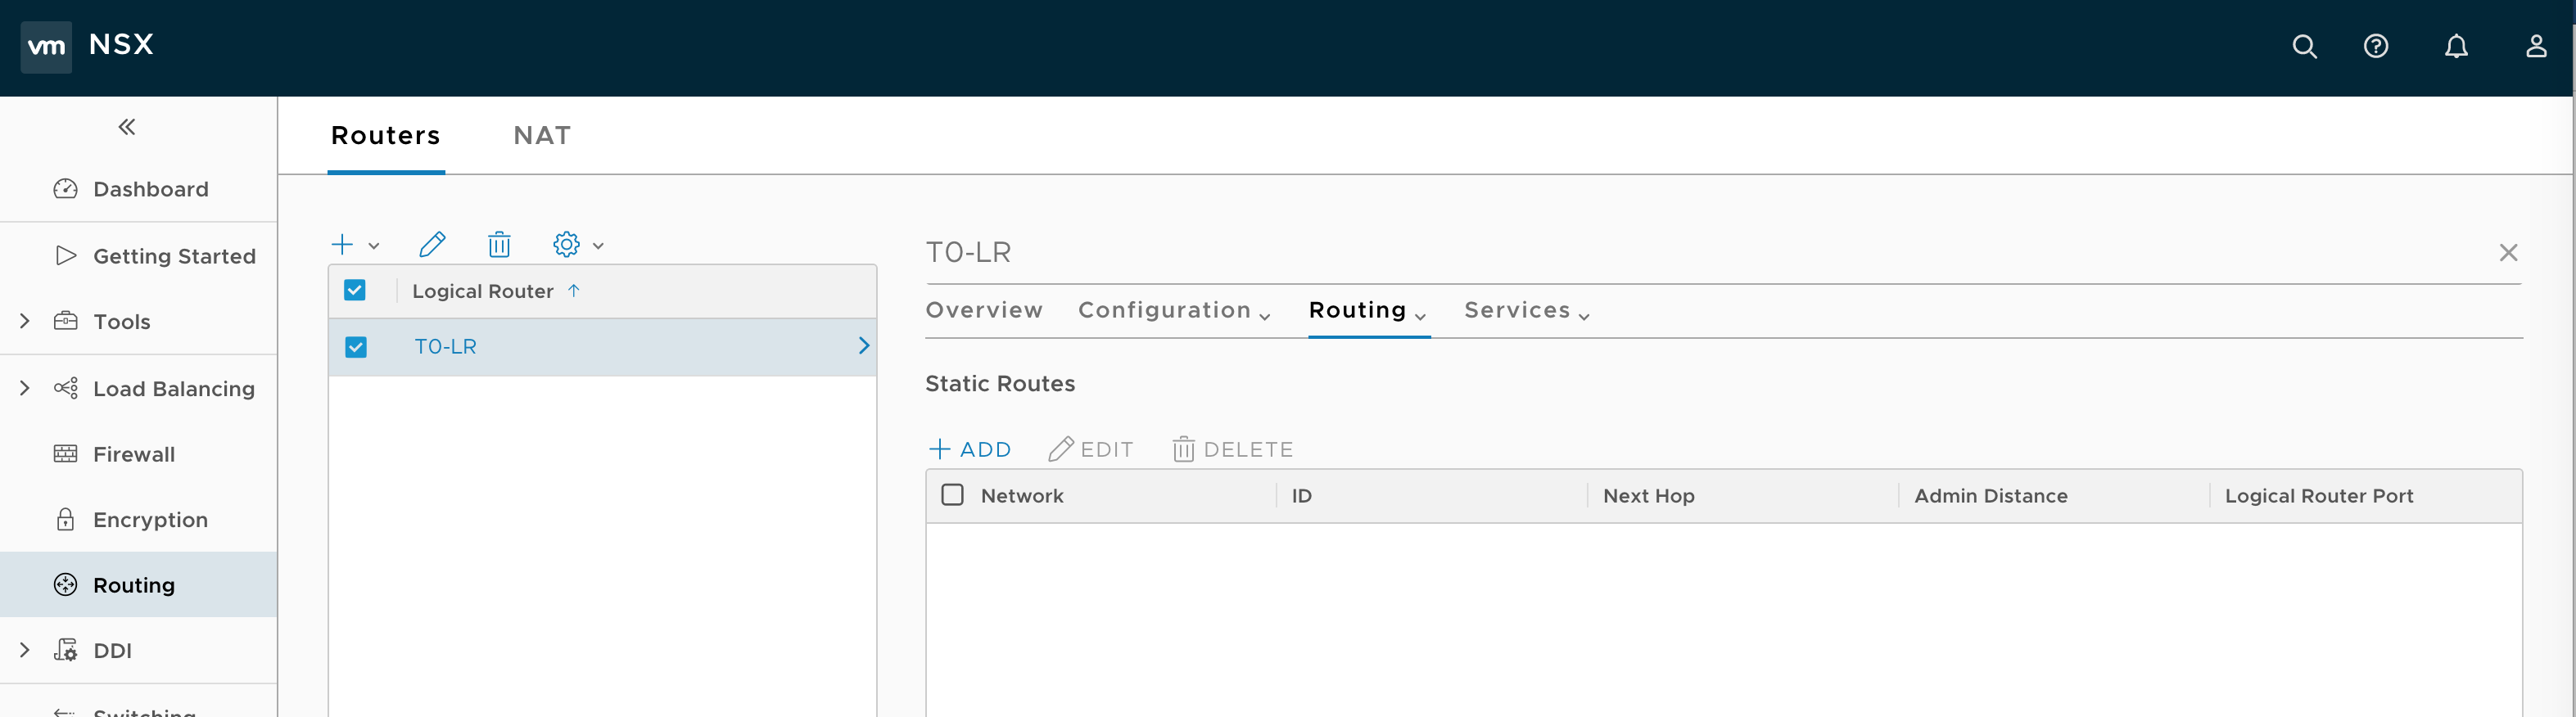 vm NSX
Routers NAT
Dashboard
Getting Started
Tools
Load Balancing
Firewall
Encryption
Routing
DDI
Switching
Logical Router
T0-LR
T0-LR
Overview Configuration Routing Services
Static Routes
ADD EDIT DELETE
Network ID Next Hop Admin Distance Logical Router Port